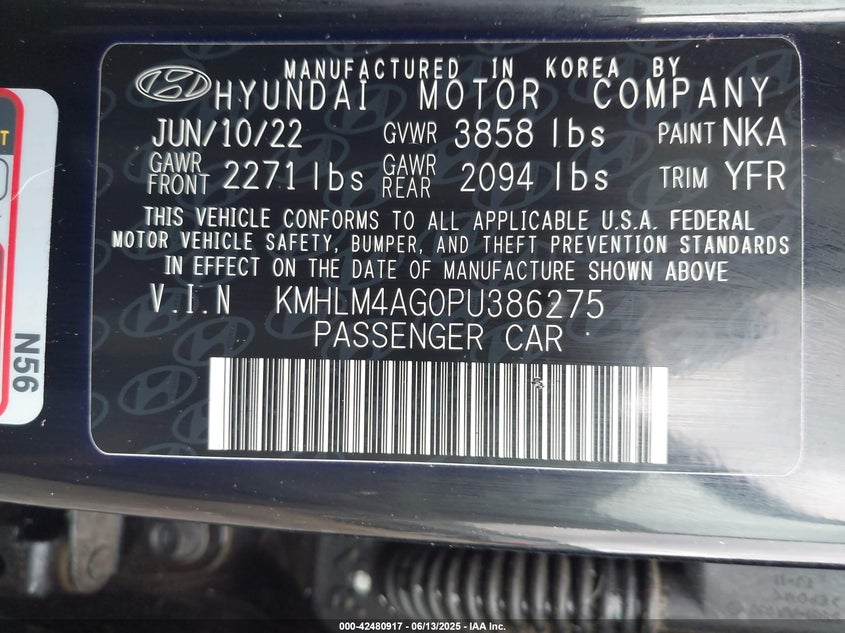 MANUFACTURED IN KOREA BY
HYUNDAI MOTOR COMPANY
JUN/10/22 GVWR 3858 lbs PAINT NKA
GAWR FRONT 2271 lbs GAWR REAR 2094 lbs TRIM YFR
THIS VEHICLE CONFORMS TO ALL APPLICABLE U.S.A. FEDERAL
MOTOR VEHICLE SAFETY, BUMPER, AND THEFT PREVENTION STANDARDS
IN EFFECT ON THE DATE OF MANUFACTURE SHOWN ABOVE
V.I.N KMHLM4AG0PU386275
PASSENGER CAR
N56
000-42480917 - 06/13/2025 - IAA Inc.